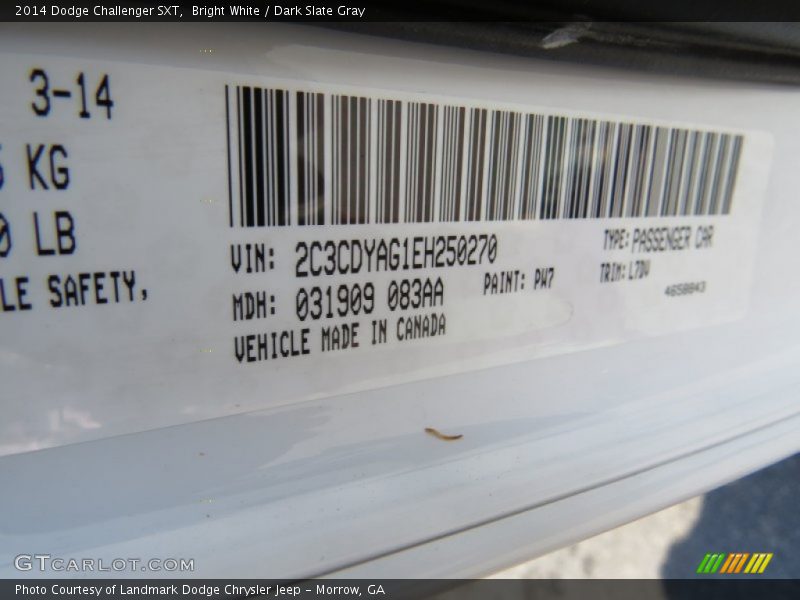 2014 Dodge Challenger SXT,  Bright White / Dark Slate Gray
3-14
KG
LB
LE SAFETY,
VIN: 2C3CDYAG1EH250270
TYPE: PASSENGER CAR
MDH: 031909 083AA
PAINT: PW7
TRIM: L7DV
4658843
VEHICLE MADE IN CANADA
GTCARLOT.COM
Photo Courtesy of Landmark Dodge Chrysler Jeep – Morrow, GA